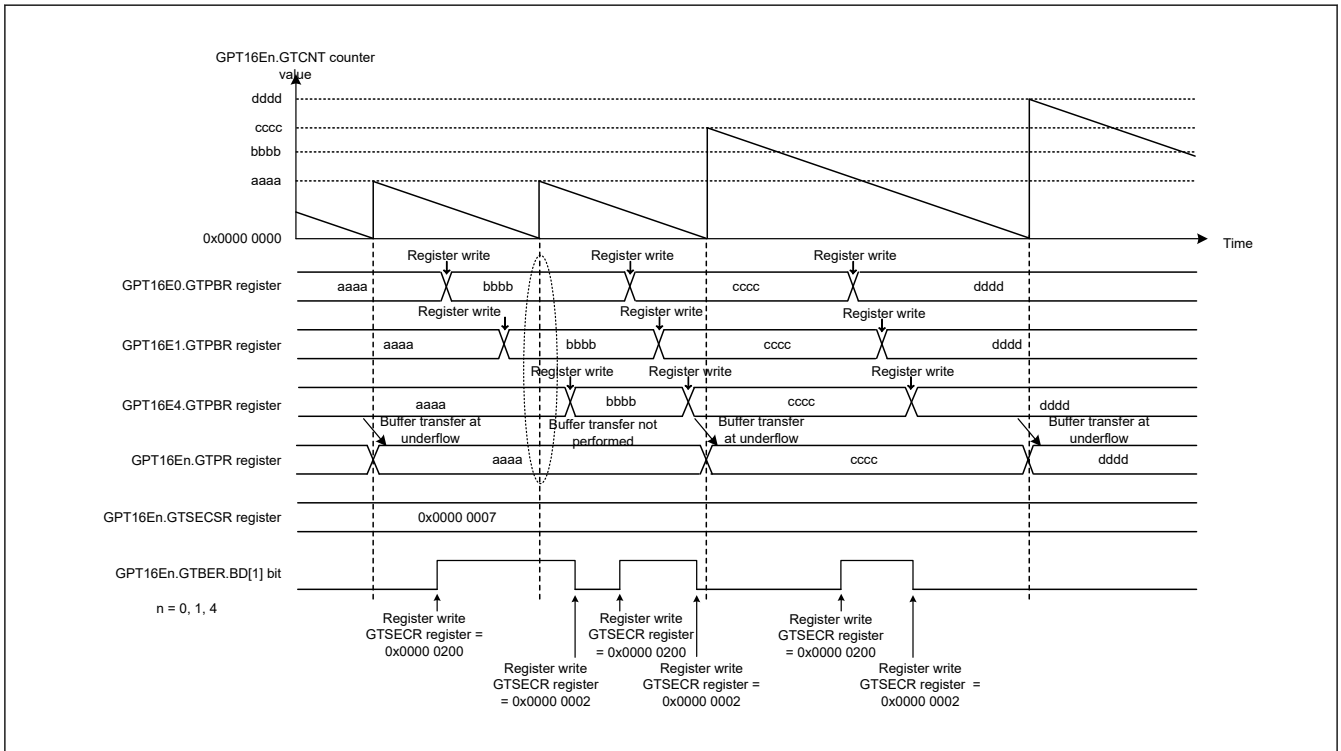 GPT16En.GTCNT counter
value
dddd
cccc
bbbb
aaaa
0x0000 0000
Time
Register write
Register write
Register write
GPT16E0.GTPBR register
aaaa
bbbb
cccc
dddd
Register write
Register write
Register write
GPT16E1.GTPBR register
aaaa
bbbb
cccc
dddd
Register write
Register write
Register write
GPT16E4.GTPBR register
aaaa
bbbb
cccc
dddd
Buffer transfer at
underflow
Buffer transfer not
performed
Buffer transfer
at underflow
Buffer transfer at
underflow
GPT16En.GTPR register
aaaa
cccc
dddd
GPT16En.GTSECSR register
0x0000 0007
GPT16En.GTBER.BD[1] bit
n = 0, 1, 4
Register write
GTSECR register =
0x0000 0200
Register write
GTSECR register
= 0x0000 0200
Register write
GTSECR register
= 0x0000 0200
Register write
GTSECR register
= 0x0000 0002
Register write
GTSECR register =
0x0000 0002
Register write
GTSECR register =
0x0000 0002